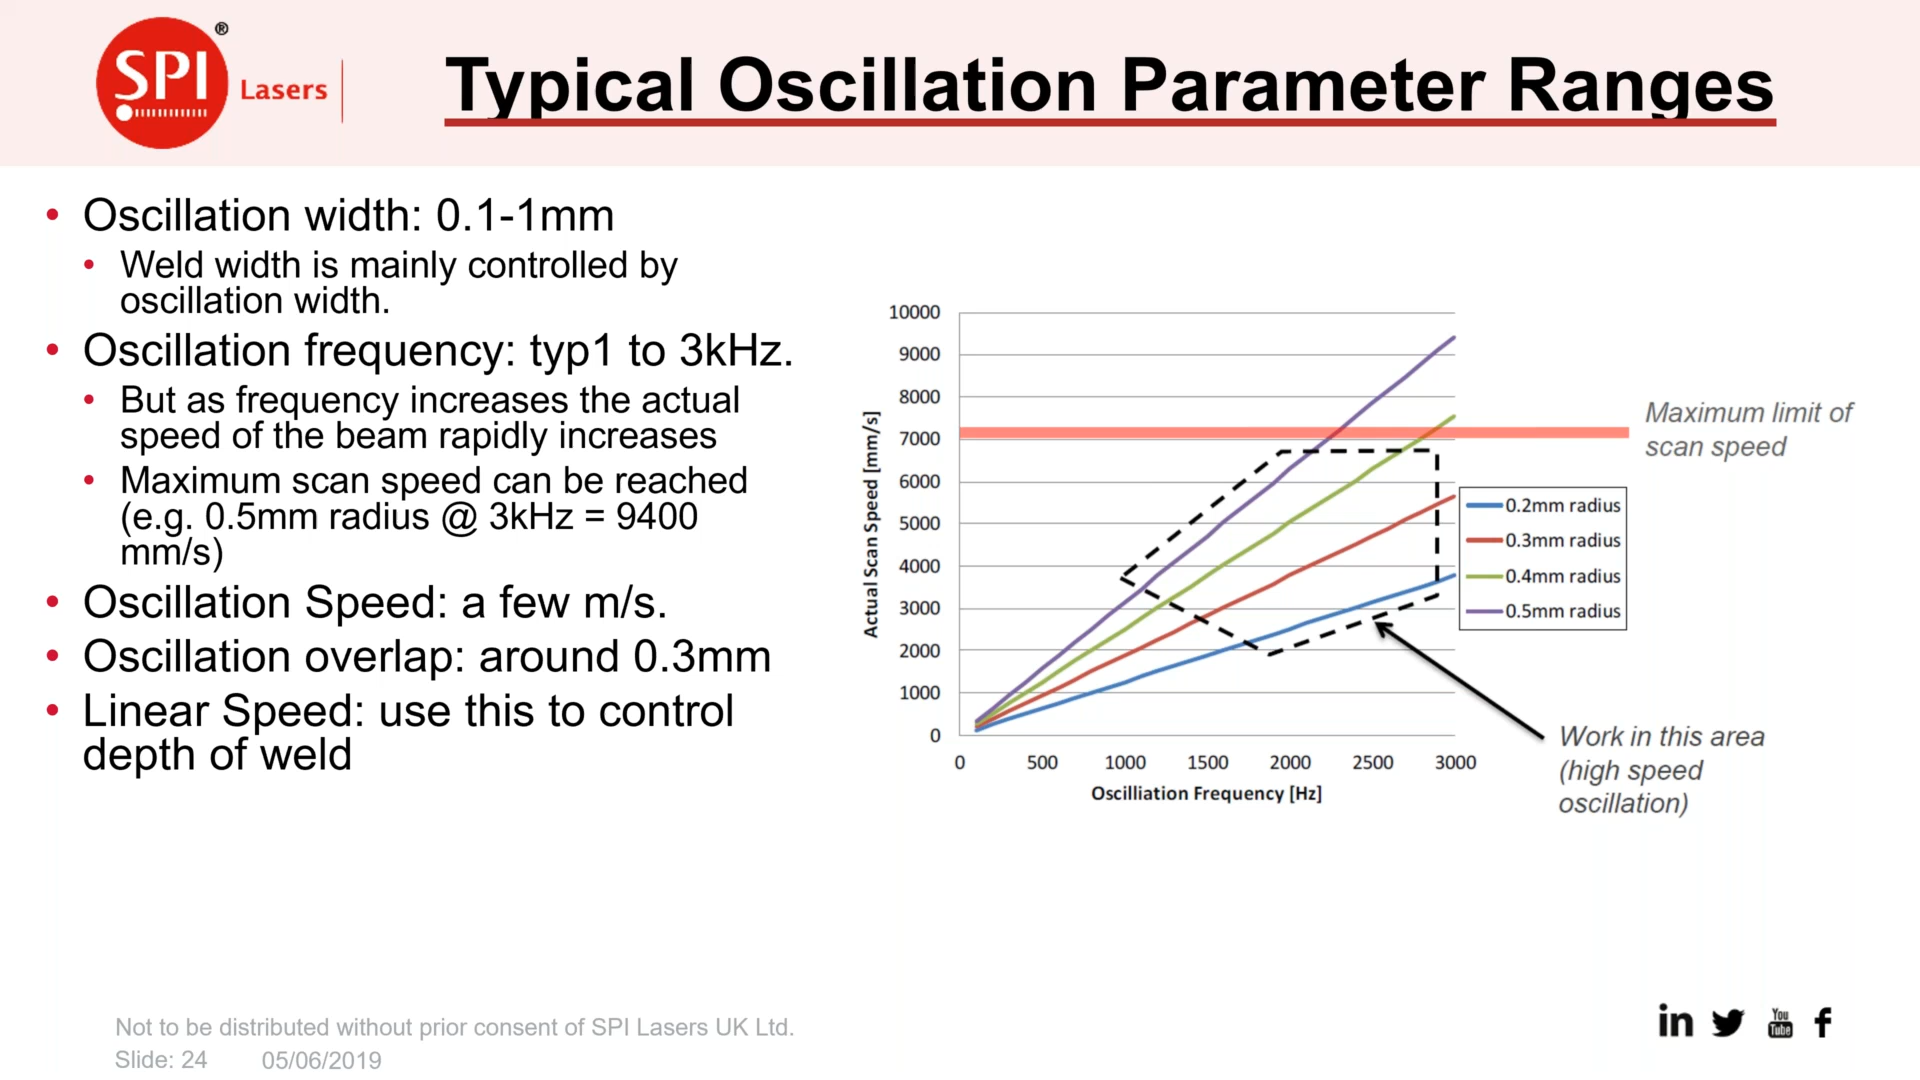 SPI ®
Lasers
Typical Oscillation Parameter Ranges
• Oscillation width: 0.1-1mm
• Weld width is mainly controlled by
oscillation width.
• Oscillation frequency: typ1 to 3kHz.
• But as frequency increases the actual
speed of the beam rapidly increases
• Maximum scan speed can be reached
(e.g. 0.5mm radius @ 3kHz = 9400
mm/s)
• Oscillation Speed: a few m/s.
• Oscillation overlap: around 0.3mm
• Linear Speed: use this to control
depth of weld
Actual Scan Speed [mm/s]
10000
9000
8000
7000
6000
5000
4000
3000
2000
1000
0
0 500 1000 1500 2000 2500 3000
Oscilliation Frequency [Hz]
Maximum limit of
scan speed
0.2mm radius
0.3mm radius
0.4mm radius
0.5mm radius
Work in this area
(high speed
oscillation)
Not to be distributed without prior consent of SPI Lasers UK Ltd.
Slide: 24 05/06/2019
in You f
Tube